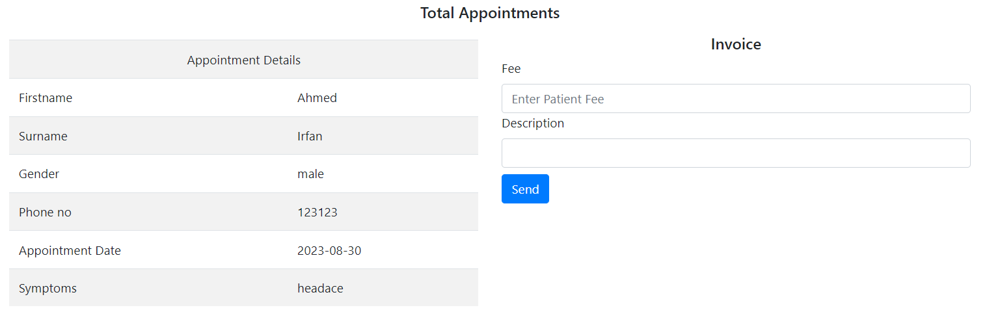 Total Appointments
Appointment Details
Firstname Ahmed
Surname Irfan
Gender male
Phone no 123123
Appointment Date 2023-08-30
Symptoms headace
Invoice
Fee
Enter Patient Fee
Description
Send